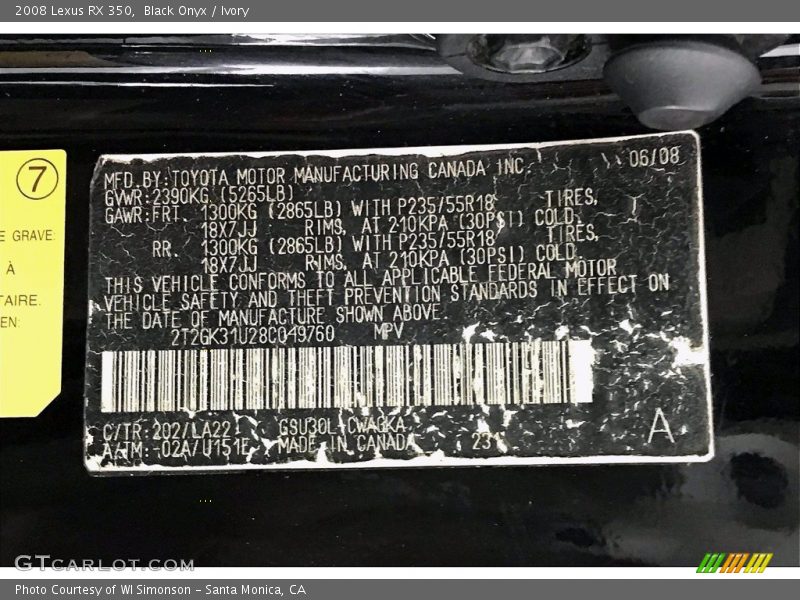 2008 Lexus RX 350, Black Onyx / Ivory
7
E GRAVE.
À
TAIRE.
EN:
MFD.BY:TOYOTA MOTOR MANUFACTURING CANADA INC. 06/08
GVWR:2390KG (5265LB)
GAWR:FRT. 1300KG (2865LB) WITH P235/55R18 TIRES,
18X7JJ RIMS, AT 210KPA (30PSI) COLD,
RR. 1300KG (2865LB) WITH P235/55R18 TIRES,
18X7JJ RIMS, AT 210KPA (30PSI) COLD.
THIS VEHICLE CONFORMS TO ALL APPLICABLE FEDERAL MOTOR
VEHICLE SAFETY AND THEFT PREVENTION STANDARDS IN EFFECT ON
THE DATE OF MANUFACTURE SHOWN ABOVE.
2T2GK31U28C049760 MPV
C/TR:202/LA22 GSU30L-CWAGKA
A/TM:-02A/U151F MADE IN CANADA 23 A
GTCARLOT.COM
Photo Courtesy of WI Simonson - Santa Monica, CA